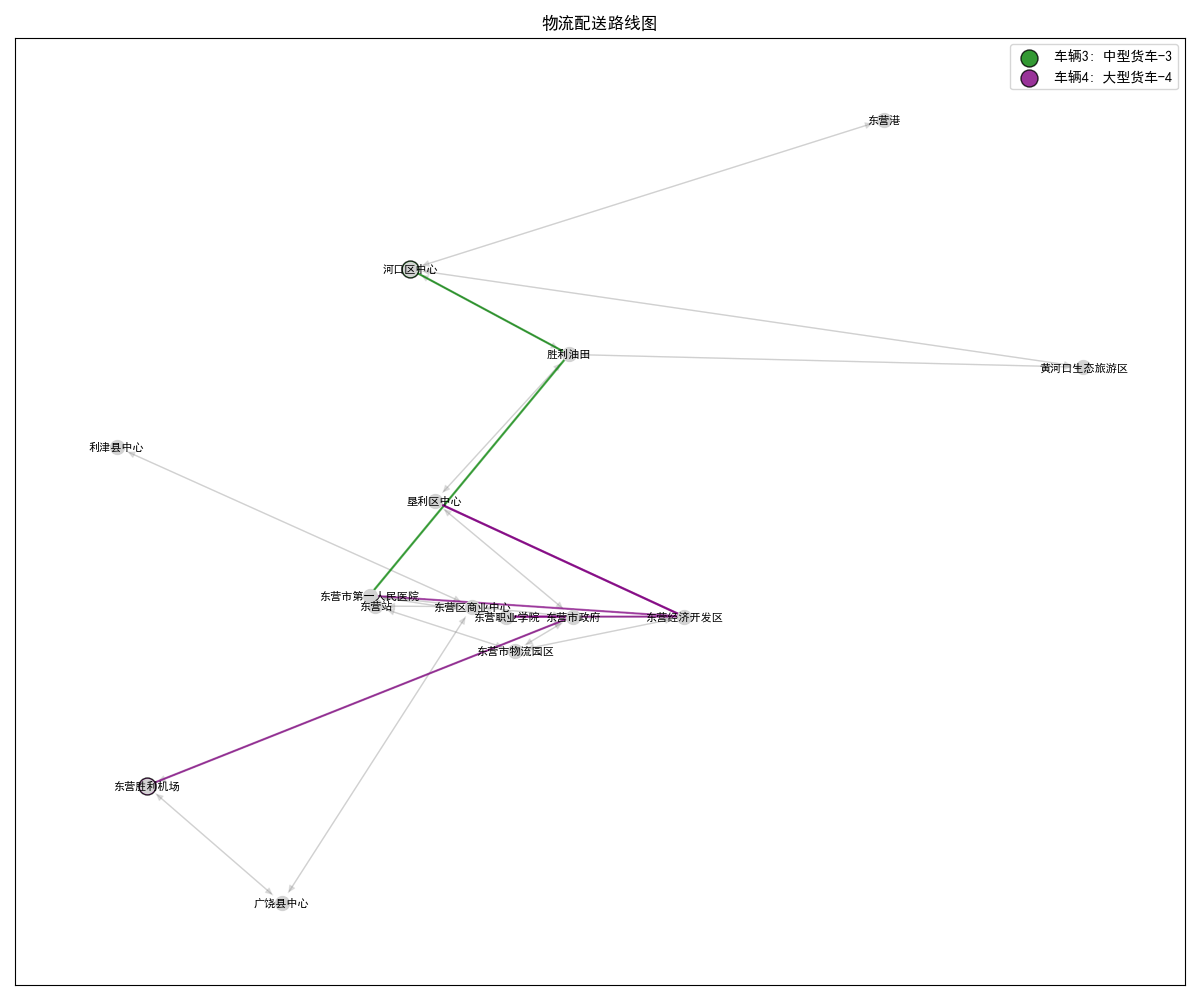 物流配送路线图
车辆3: 中型货车-3
车辆4: 大型货车-4
东营港
河口区中心
胜利油田
黄河口生态旅游区
利津县中心
垦利区中心
东营市第一人民医院
东营站
东营区商业中心
东营职业学院
东营市政府
东营经济开发区
东营市物流园区
东营胜利机场
广饶县中心